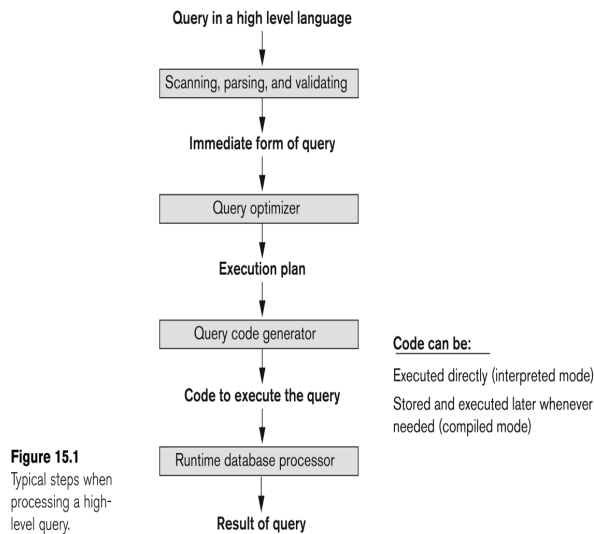 Query in a high level language
Scanning, parsing, and validating
Immediate form of query
Query optimizer
Execution plan
Query code generator
Code can be:
Executed directly (interpreted mode)
Stored and executed later whenever
needed (compiled mode)
Code to execute the query
Runtime database processor
Result of query
Figure 15.1
Typical steps when
processing a high-
level query.